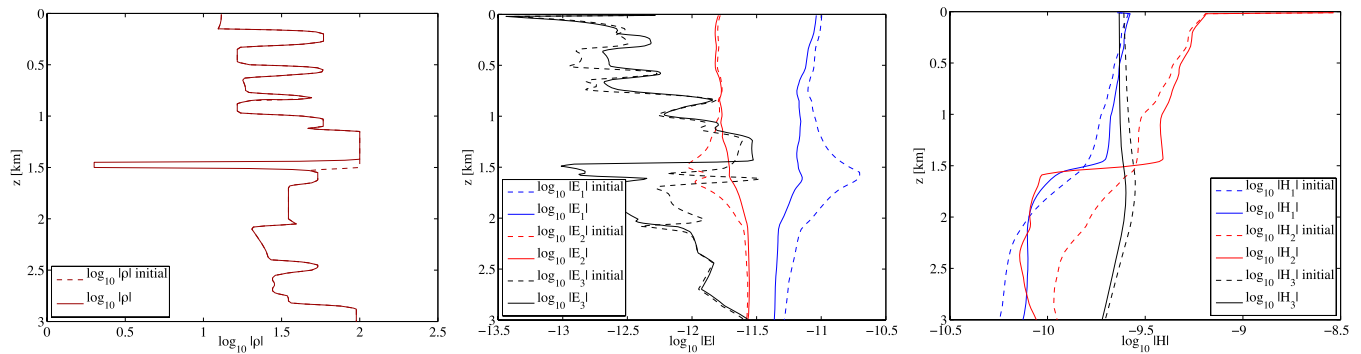 0
0.5
1
1.5
2
2.5
3
z [km]
0
0.5
1
1.5
2
2.5
log₁₀ |ρ|
log₁₀ |ρ| initial
log₁₀ |ρ|
0
0.5
1
1.5
2
2.5
3
z [km]
−13.5
−13
−12.5
−12
−11.5
−11
−10.5
log₁₀ |E|
log₁₀ |E₁| initial
log₁₀ |E₁|
log₁₀ |E₂| initial
log₁₀ |E₂|
log₁₀ |E₃| initial
log₁₀ |E₃|
0
0.5
1
1.5
2
2.5
3
z [km]
−10.5
−10
−9.5
−9
−8.5
log₁₀ |H|
log₁₀ |H₁| initial
log₁₀ |H₁|
log₁₀ |H₂| initial
log₁₀ |H₂|
log₁₀ |H₃| initial
log₁₀ |H₃|